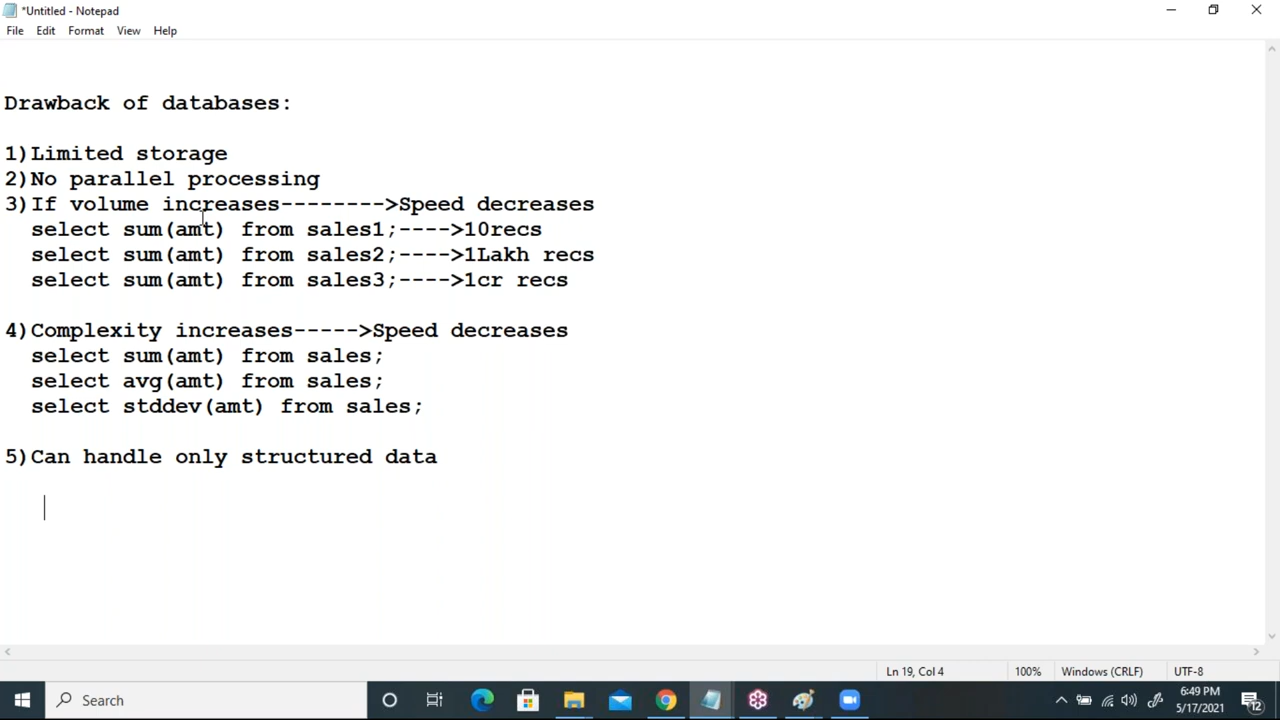 *Untitled - Notepad
File Edit Format View Help
Drawback of databases:
1)Limited storage
2)No parallel processing
3)If volume increases-------->Speed decreases
select sum(amt) from sales1;---->10recs
select sum(amt) from sales2;---->1Lakh recs
select sum(amt) from sales3;---->1cr recs
4)Complexity increases----->Speed decreases
select sum(amt) from sales;
select avg(amt) from sales;
select stddev(amt) from sales;
5)Can handle only structured data
Ln 19, Col 4 100% Windows (CRLF) UTF-8
Search
6:49 PM
5/17/2021
12